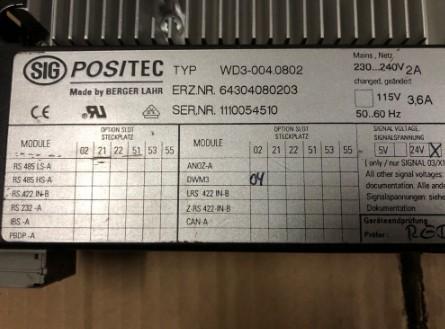 SIG POSITEC
Made by BERGER LAHR
TYP WD3-004.0802
ERZ.NR. 64304080203
SER.NR. 1110054510
Mains, Netz
230...240V 2A
changed, geändert
115V 3,6A
50..60 Hz
MODULE OPTION SLOT STECKPLATZ
02 21 22 51 53 55
RS 485 LS-A
RS 485 HS-A
RS 422 IN-B
RS 232 -A
IBS -A
PBDP -A
MODULE OPTION SLOT STECKPLATZ
02 21 22 51 53 55
ANOZ-A
DWM3 04
LRS 422 IN-B
Z-RS 422-IN-B
CAN-A
SIGNAL VOLTAGE
SIGNALSPANNUNG
5V 24V X
( only / nur SIGNAL 03/
All other signal voltages:
documentation. Alle and
Signalspannungen: siehe
Dokumentation.
Geräteendprüfung
Prüfer: